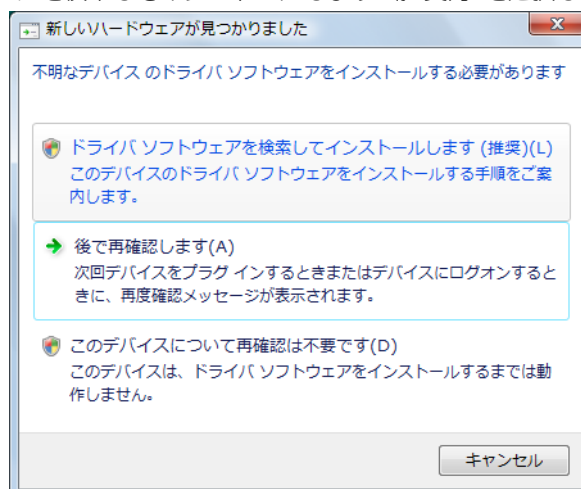 新しいハードウェアが見つかりました
不明なデバイス のドライバ ソフトウェアをインストールする必要があります
ドライバ ソフトウェアを検索してインストールします (推奨)(L)
このデバイスのドライバ ソフトウェアをインストールする手順をご案
内します。
後で再確認します(A)
次回デバイスをプラグ インするときまたはデバイスにログオンすると
きに、再度確認メッセージが表示されます。
このデバイスについて再確認は不要です(D)
このデバイスは、ドライバ ソフトウェアをインストールするまでは動
作しません。
キャンセル